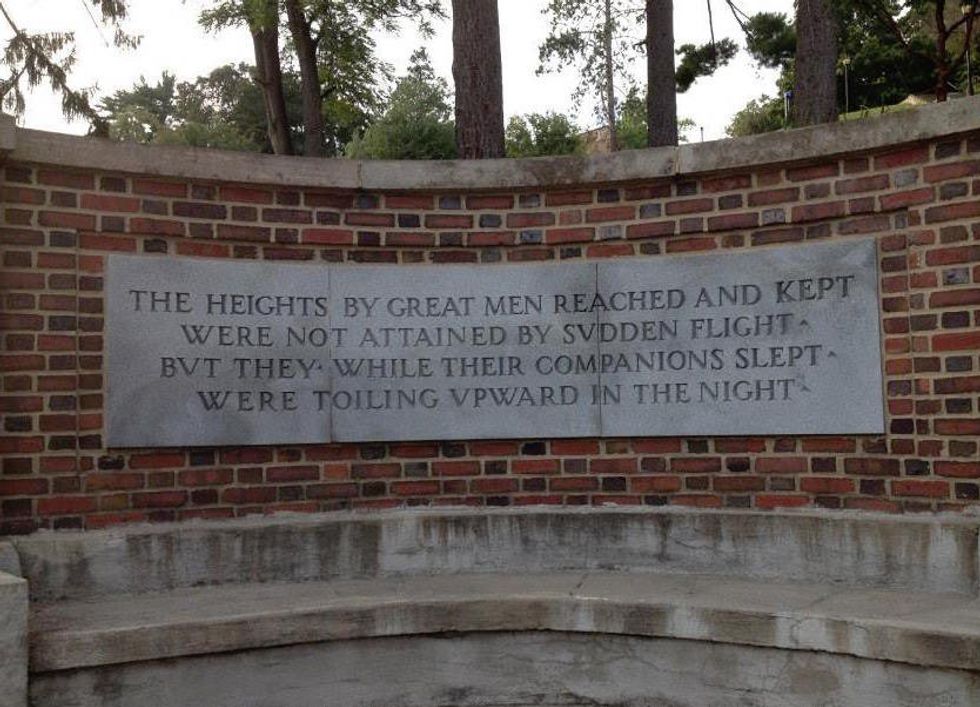 THE HEIGHTS BY GREAT MEN REACHED AND KEPT
WERE NOT ATTAINED BY SVDDEN FLIGHT
BVT THEY · WHILE THEIR COMPANIONS SLEPT
WERE TOILING VPWARD IN THE NIGHT